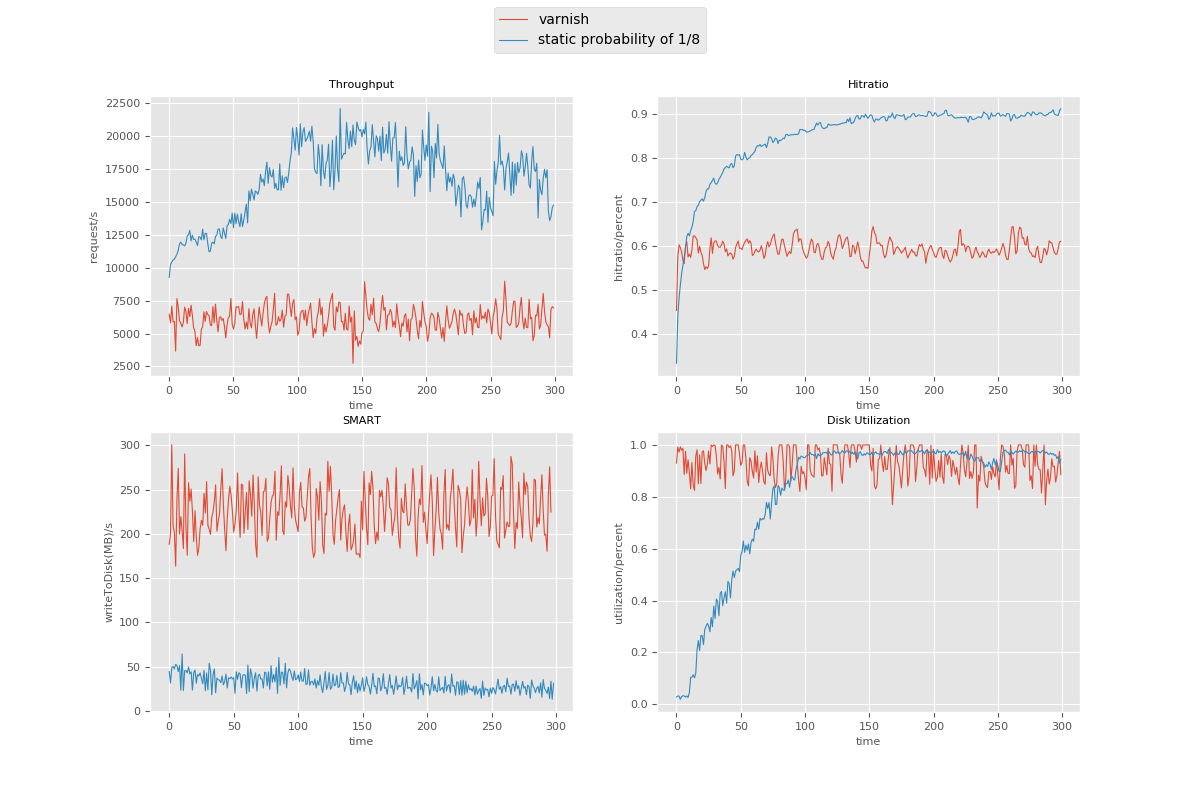 varnish
static probability of 1/8
Throughput
22500
20000
17500
15000
12500
10000
7500
5000
2500
request/s
0 50 100 150 200 250 300
time
Hitratio
0.9
0.8
0.7
0.6
0.5
0.4
hitratio/percent
0 50 100 150 200 250 300
time
SMART
300
250
200
150
100
50
0
writeToDisk(MB)/s
0 50 100 150 200 250 300
time
Disk Utilization
1.0
0.8
0.6
0.4
0.2
0.0
utilization/percent
0 50 100 150 200 250 300
time